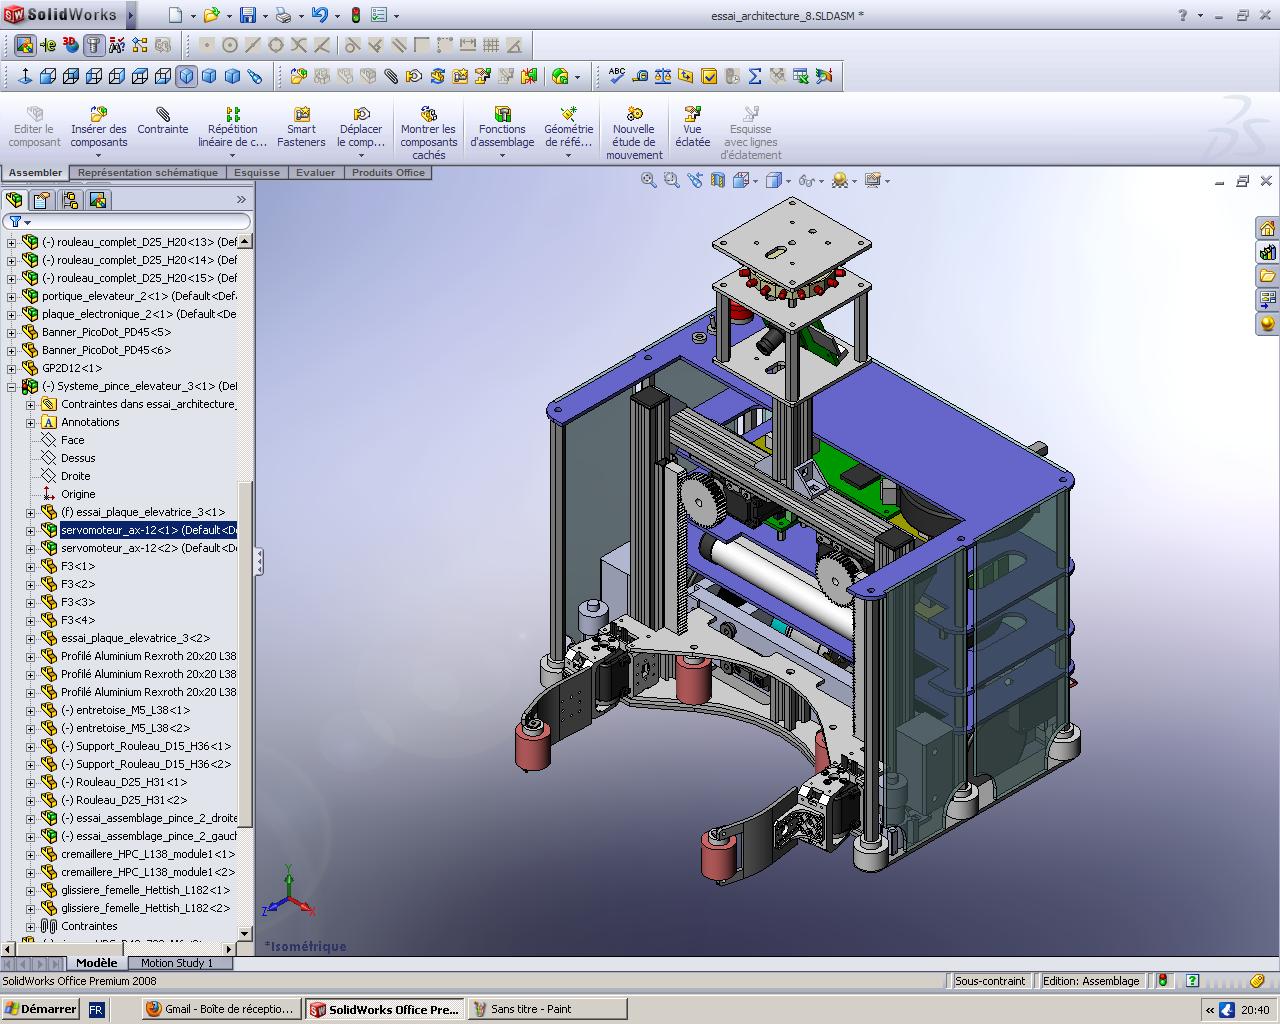 SolidWorks
essai_architecture_8.SLDASM *
Editer le composant
Insérer des composants
Contrainte
Répétition linéaire de c...
Smart Fasteners
Déplacer le comp...
Montrer les composants cachés
Fonctions d'assemblage
Géométrie de réfé...
Nouvelle étude de mouvement
Vue éclatée
Esquisse avec lignes d'éclatement
Assembler
Représentation schématique
Esquisse
Evaluer
Produits Office
(-) rouleau_complet_D25_H20<13> (Def
(-) rouleau_complet_D25_H20<14> (Def
(-) rouleau_complet_D25_H20<15> (Def
portique_elevateur_2<1> (Default<Def
plaque_electronique_2<1> (Default<De
Banner_PicoDot_PD45<5>
Banner_PicoDot_PD45<6>
GP2D12<1>
(-) Systeme_pince_elevateur_3<1> (Def
Contraintes dans essai_architecture_
Annotations
Face
Dessus
Droite
Origine
(f) essai_plaque_elevatrice_3<1>
servomoteur_ax-12<1> (Default<De
servomoteur_ax-12<2> (Default<De
F3<1>
F3<2>
F3<3>
F3<4>
essai_plaque_elevatrice_3<2>
Profilé Aluminium Rexroth 20x20 L38
Profilé Aluminium Rexroth 20x20 L38
Profilé Aluminium Rexroth 20x20 L38
(-) entretoise_M5_L38<1>
(-) entretoise_M5_L38<2>
(-) Support_Rouleau_D15_H36<1>
(-) Support_Rouleau_D15_H36<2>
(-) Rouleau_D25_H31<1>
(-) Rouleau_D25_H31<2>
(-) essai_assemblage_pince_2_droite
(-) essai_assemblage_pince_2_gauch
cremaillere_HPC_L138_module1<1>
cremaillere_HPC_L138_module1<2>
glissiere_femelle_Hettish_L182<1>
glissiere_femelle_Hettish_L182<2>
Contraintes
Y
Z
X
*Isométrique
Modèle
Motion Study 1
SolidWorks Office Premium 2008
Sous-contraint
Edition: Assemblage
Démarrer
FR
Gmail - Boîte de réceptio...
SolidWorks Office Pre...
Sans titre - Paint
20:40